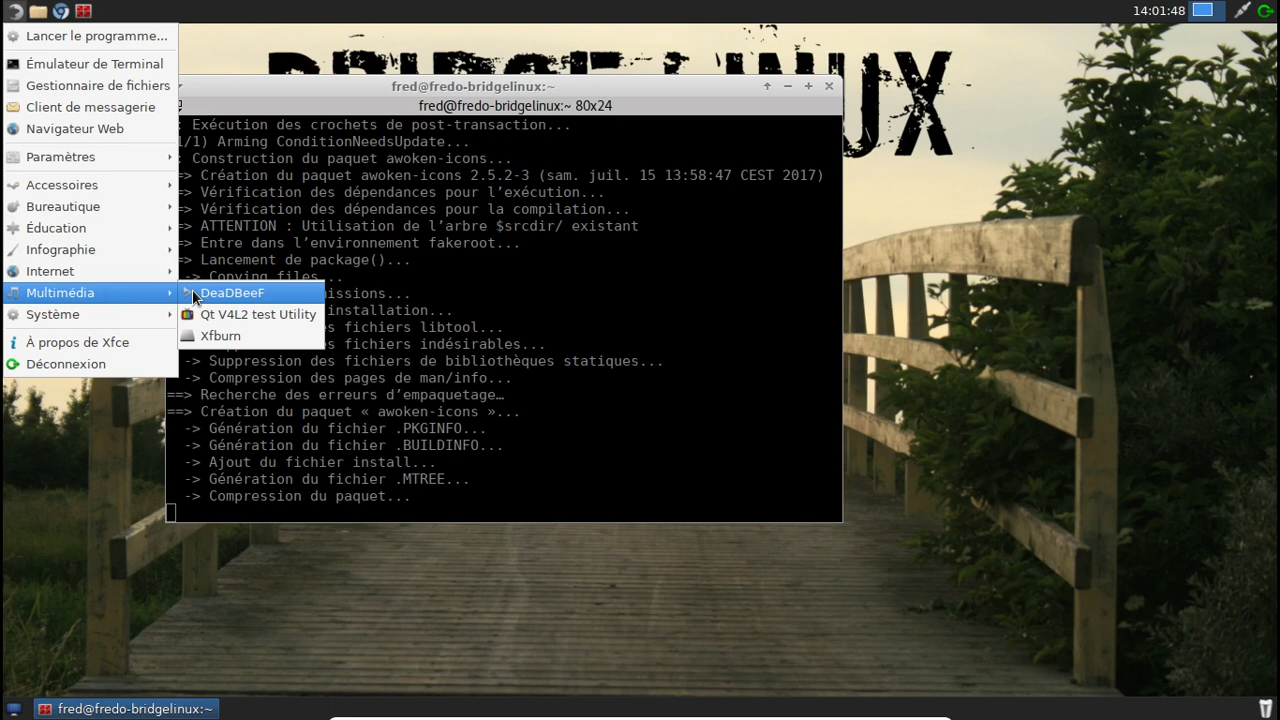 14:01:48
BRIDGE LINUX
Lancer le programme...
Émulateur de Terminal
Gestionnaire de fichiers
Client de messagerie
Navigateur Web
Paramètres
Accessoires
Bureautique
Éducation
Infographie
Internet
Multimédia
Système
À propos de Xfce
Déconnexion
DeaDBeeF
Qt V4L2 test Utility
Xfburn
fred@fredo-bridgelinux:~
fred@fredo-bridgelinux:~ 80x24
: Exécution des crochets de post-transaction...
1/1) Arming ConditionNeedsUpdate...
: Construction du paquet awoken-icons...
=> Création du paquet awoken-icons 2.5.2-3 (sam. juil. 15 13:58:47 CEST 2017)
=> Vérification des dépendances pour l’exécution...
=> Vérification des dépendances pour la compilation...
=> ATTENTION : Utilisation de l’arbre $srcdir/ existant
=> Entre dans l’environnement fakeroot...
=> Lancement de package()...
-> Copying files...
issions...
installation...
s fichiers libtool...
s fichiers indésirables...
-> Suppression des fichiers de bibliothèques statiques...
-> Compression des pages de man/info...
==> Recherche des erreurs d’empaquetage…
==> Création du paquet « awoken-icons »...
-> Génération du fichier .PKGINFO...
-> Génération du fichier .BUILDINFO...
-> Ajout du fichier install...
-> Génération du fichier .MTREE...
-> Compression du paquet...
fred@fredo-bridgelinux:~